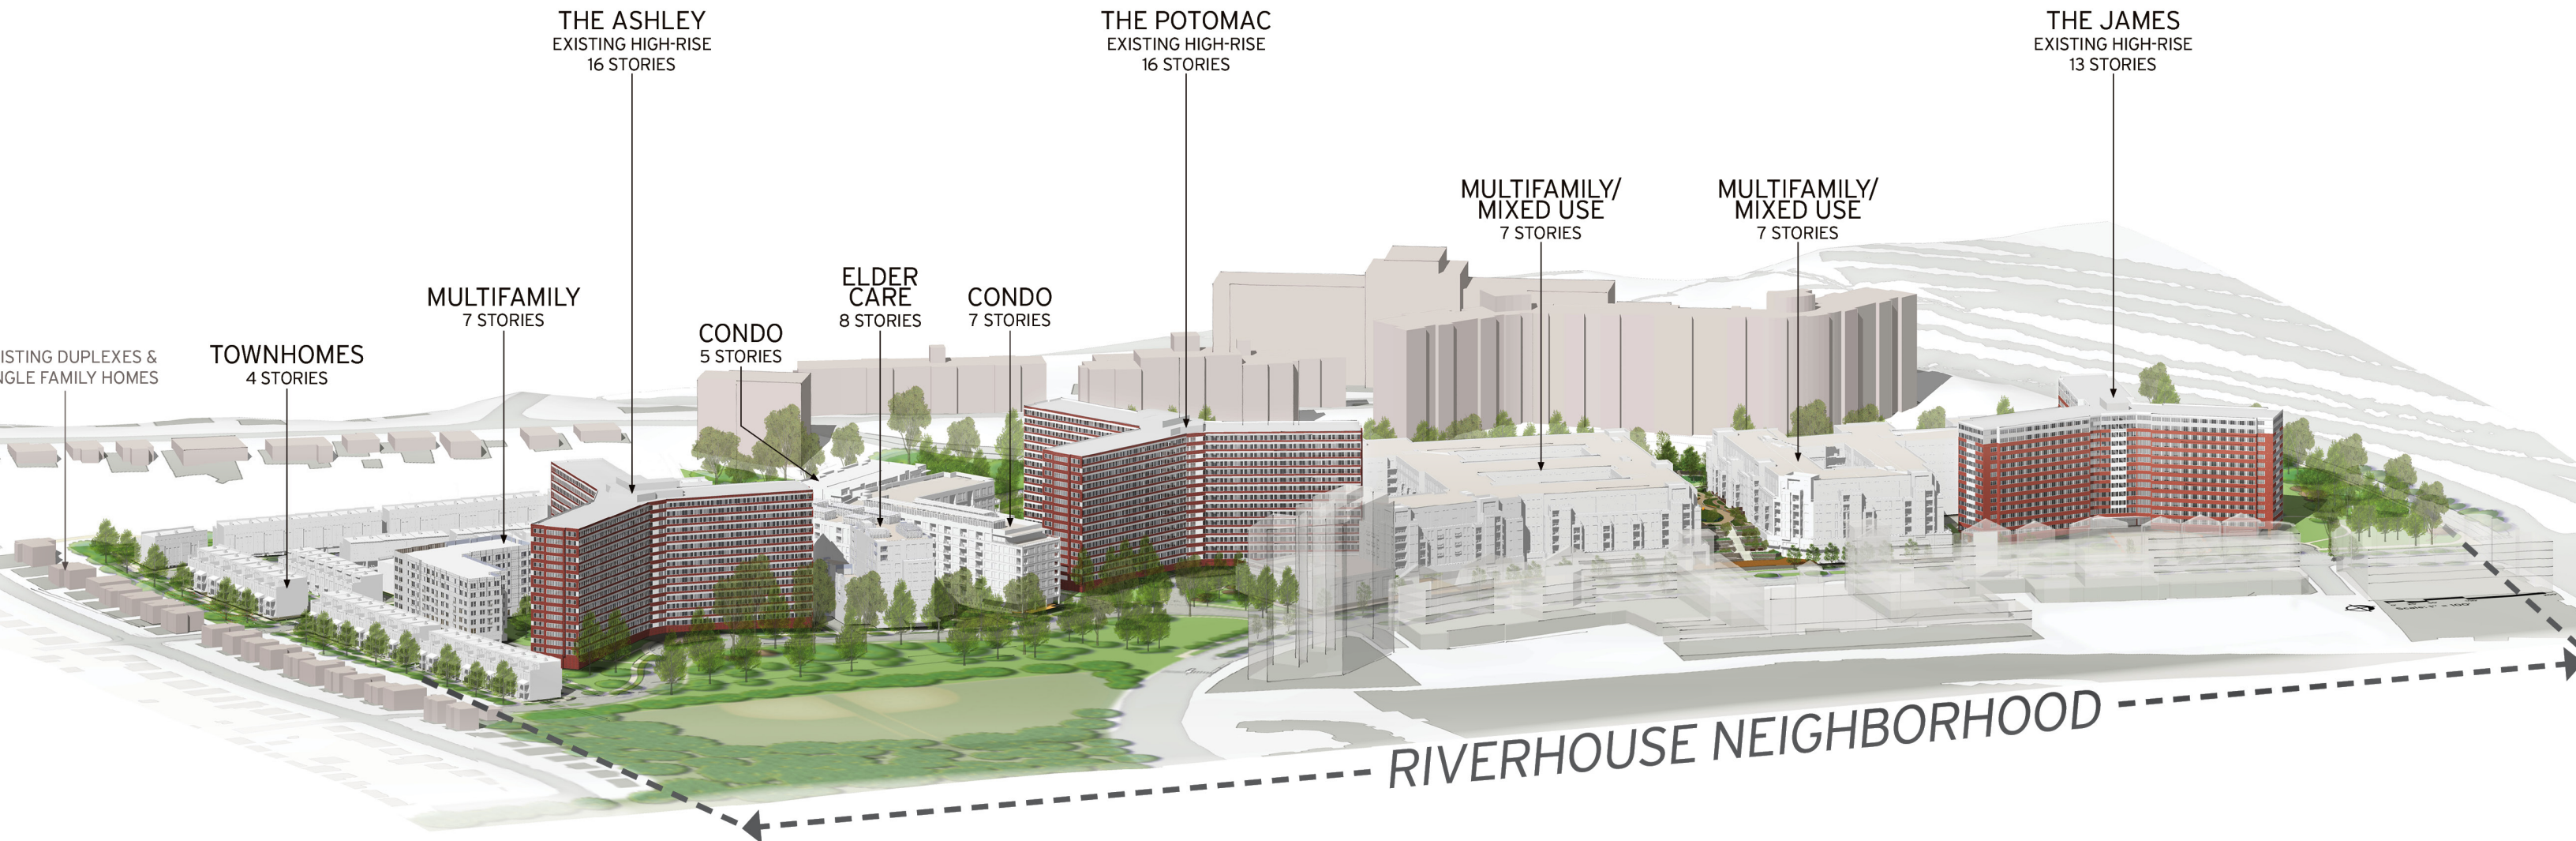 THE ASHLEY
EXISTING HIGH-RISE
16 STORIES
THE POTOMAC
EXISTING HIGH-RISE
16 STORIES
THE JAMES
EXISTING HIGH-RISE
13 STORIES
MULTIFAMILY/
MIXED USE
7 STORIES
MULTIFAMILY/
MIXED USE
7 STORIES
ELDER
CARE
8 STORIES
CONDO
7 STORIES
MULTIFAMILY
7 STORIES
CONDO
5 STORIES
TOWNHOMES
4 STORIES
ISTING DUPLEXES &
NGLE FAMILY HOMES
RIVERHOUSE NEIGHBORHOOD